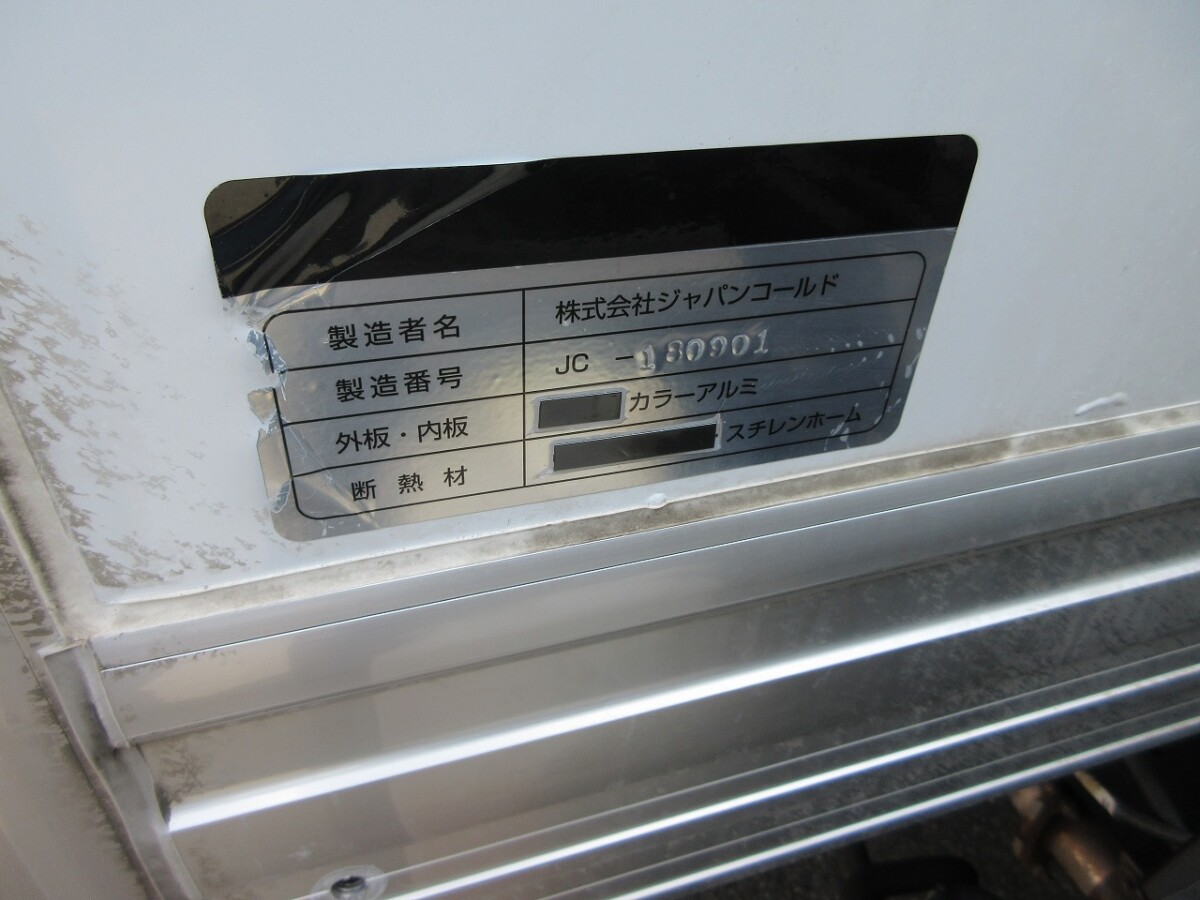 製造者名 株式会社ジャパンコールド
製造番号 JC -180901
外板・内板 カラーアルミ
断熱材 スチレンホーム